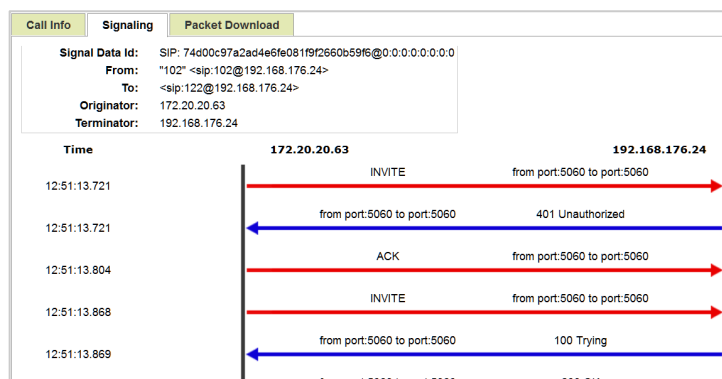 Call Info Signaling Packet Download
Signal Data Id: SIP: 74d00c97a2ad4e6fe081f9f2660b59f6@0:0:0:0:0:0:0:0
From: "102" <sip:102@192.168.176.24>
To: <sip:122@192.168.176.24>
Originator: 172.20.20.63
Terminator: 192.168.176.24
Time 172.20.20.63 192.168.176.24
INVITE from port:5060 to port:5060
12:51:13.721
from port:5060 to port:5060 401 Unauthorized
12:51:13.721
ACK from port:5060 to port:5060
12:51:13.804
INVITE from port:5060 to port:5060
12:51:13.868
from port:5060 to port:5060 100 Trying
12:51:13.869